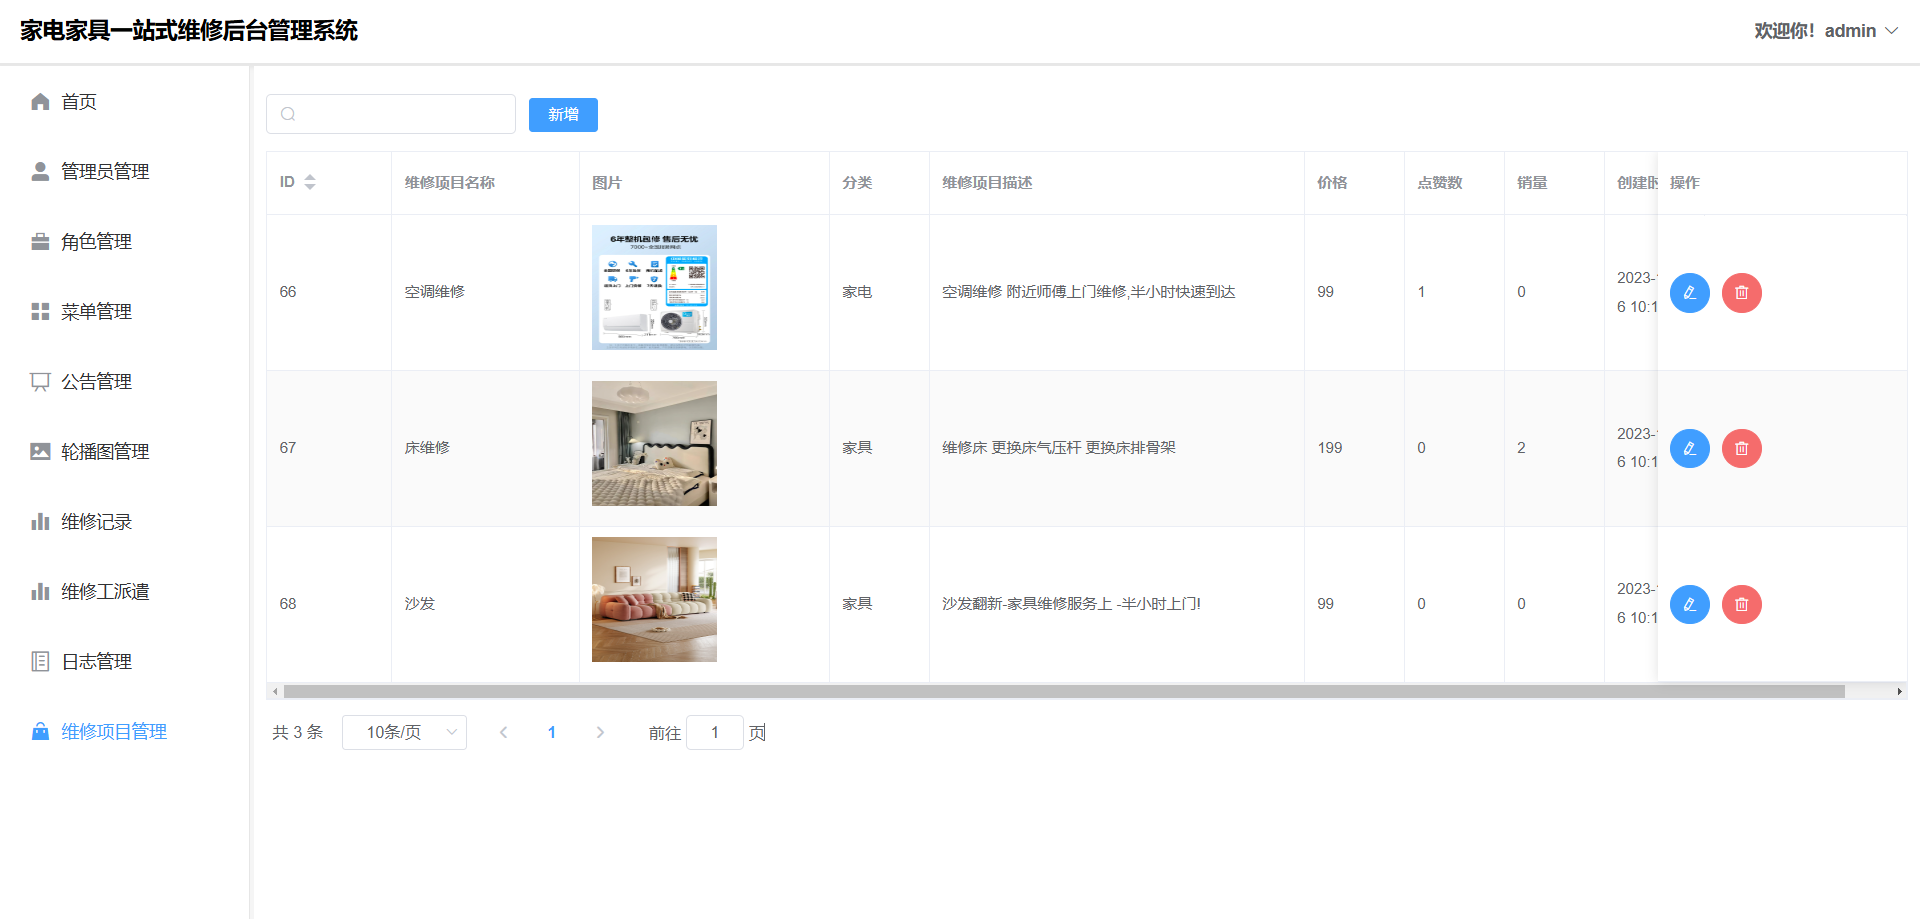 家电家具一站式维修后台管理系统
欢迎你！admin
首页
管理员管理
角色管理
菜单管理
公告管理
轮播图管理
维修记录
维修工派遣
日志管理
维修项目管理
新增
ID 维修项目名称 图片 分类 维修项目描述 价格 点赞数 销量 创建时 操作
6年整机包修 售后无忧
66 空调维修 家电 空调维修 附近师傅上门维修,半小时快速到达 99 1 0 2023-
6 10:1
67 床维修 家具 维修床 更换床气压杆 更换床排骨架 199 0 2 2023-
6 10:1
68 沙发 家具 沙发翻新-家具维修服务上 -半小时上门! 99 0 0 2023-
6 10:1
共 3 条 10条/页 1 前往 1 页